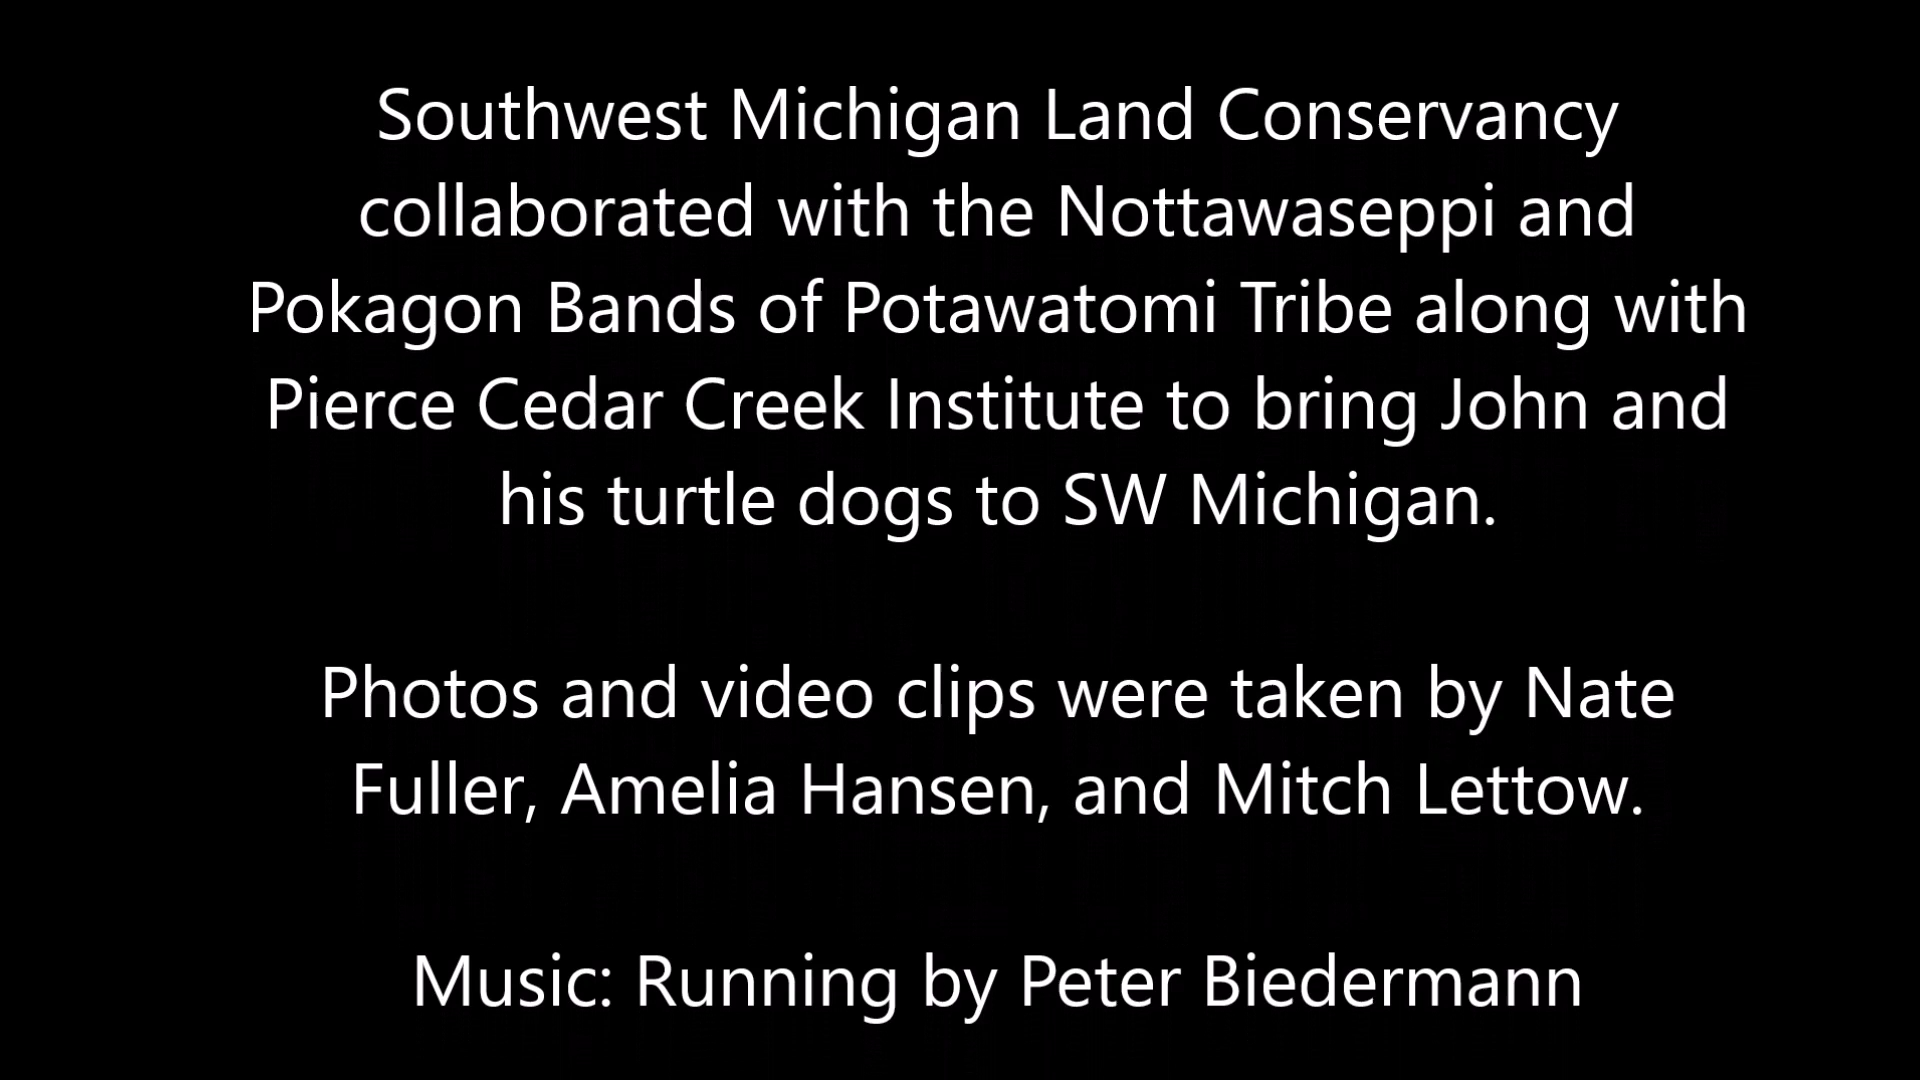 Southwest Michigan Land Conservancy
collaborated with the Nottawaseppi and
Pokagon Bands of Potawatomi Tribe along with
Pierce Cedar Creek Institute to bring John and
his turtle dogs to SW Michigan.
Photos and video clips were taken by Nate
Fuller, Amelia Hansen, and Mitch Lettow.
Music: Running by Peter Biedermann